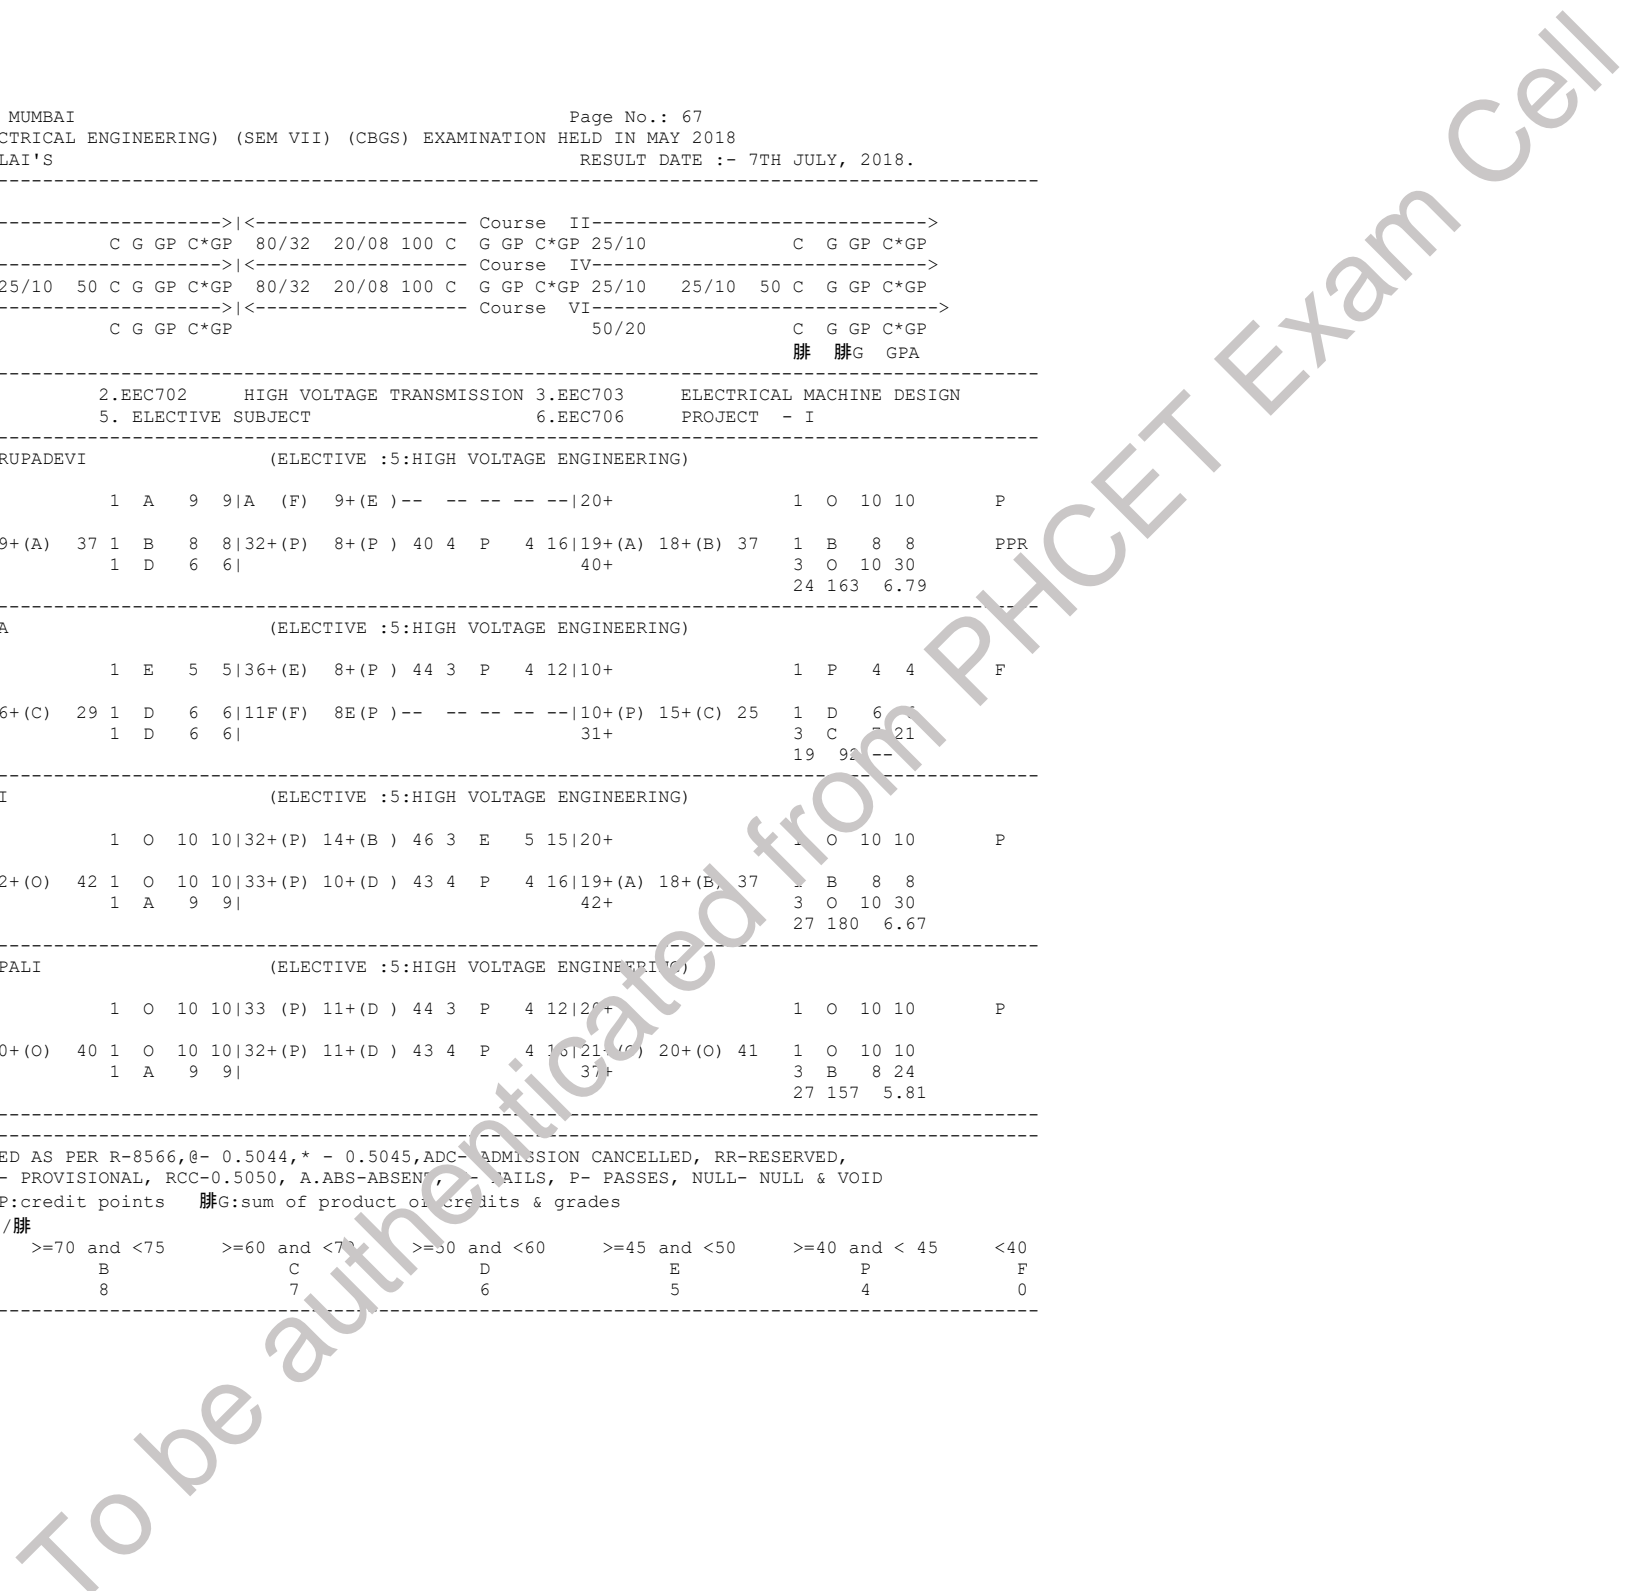 MUMBAI Page No.: 67
CTRICAL ENGINEERING) (SEM VII) (CBGS) EXAMINATION HELD IN MAY 2018
LAI'S RESULT DATE :- 7TH JULY, 2018.
--------------------------------------------------------------------------------------------
-------------------->|<------------------- Course II------------------------------>
C G GP C*GP 80/32 20/08 100 C G GP C*GP 25/10 C G GP C*GP
-------------------->|<------------------- Course IV------------------------------>
25/10 50 C G GP C*GP 80/32 20/08 100 C G GP C*GP 25/10 25/10 50 C G GP C*GP
-------------------->|<------------------- Course VI------------------------------->
C G GP C*GP 50/20 C G GP C*GP
腓 腓G GPA
--------------------------------------------------------------------------------------------
2.EEC702 HIGH VOLTAGE TRANSMISSION 3.EEC703 ELECTRICAL MACHINE DESIGN
5. ELECTIVE SUBJECT 6.EEC706 PROJECT - I
--------------------------------------------------------------------------------------------
RUPADEVI (ELECTIVE :5:HIGH VOLTAGE ENGINEERING)
1 A 9 9|A (F) 9+(E )-- -- -- -- --|20+ 1 O 10 10 P
9+(A) 37 1 B 8 8|32+(P) 8+(P ) 40 4 P 4 16|19+(A) 18+(B) 37 1 B 8 8 PPR
1 D 6 6| 40+ 3 O 10 30
24 163 6.79
--------------------------------------------------------------------------------------------
A (ELECTIVE :5:HIGH VOLTAGE ENGINEERING)
1 E 5 5|36+(E) 8+(P ) 44 3 P 4 12|10+ 1 P 4 4 F
6+(C) 29 1 D 6 6|11F(F) 8E(P )-- -- -- -- --|10+(P) 15+(C) 25 1 D 6
1 D 6 6| 31+ 3 C 21
19 --
--------------------------------------------------------------------------------------------
I (ELECTIVE :5:HIGH VOLTAGE ENGINEERING)
1 O 10 10|32+(P) 14+(B ) 46 3 E 5 15|20+ O 10 10 P
2+(O) 42 1 O 10 10|33+(P) 10+(D ) 43 4 P 4 16|19+(A) 18+(B) 37 B 8 8
1 A 9 9| 42+ 3 O 10 30
27 180 6.67
--------------------------------------------------------------------------------------------
PALI (ELECTIVE :5:HIGH VOLTAGE ENGINEERING)
1 O 10 10|33 (P) 11+(D ) 44 3 P 4 12|20+ 1 O 10 10 P
0+(O) 40 1 O 10 10|32+(P) 11+(D ) 43 4 P 4 16|21+(O) 20+(O) 41 1 O 10 10
1 A 9 9| 37+ 3 B 8 24
27 157 5.81
--------------------------------------------------------------------------------------------
--------------------------------------------------------------------------------------------
ED AS PER R-8566,@- 0.5044,* - 0.5045,ADC- ADMISSION CANCELLED, RR-RESERVED,
- PROVISIONAL, RCC-0.5050, A.ABS-ABSENT, - FAILS, P- PASSES, NULL- NULL & VOID
P:credit points 腓G:sum of product of credits & grades
/腓
>=70 and <75 >=60 and <70 >=50 and <60 >=45 and <50 >=40 and < 45 <40
B C D E P F
8 7 6 5 4 0
--------------------------------------------------------------------------------------------
To be authenticated from PHCET Exam Cell